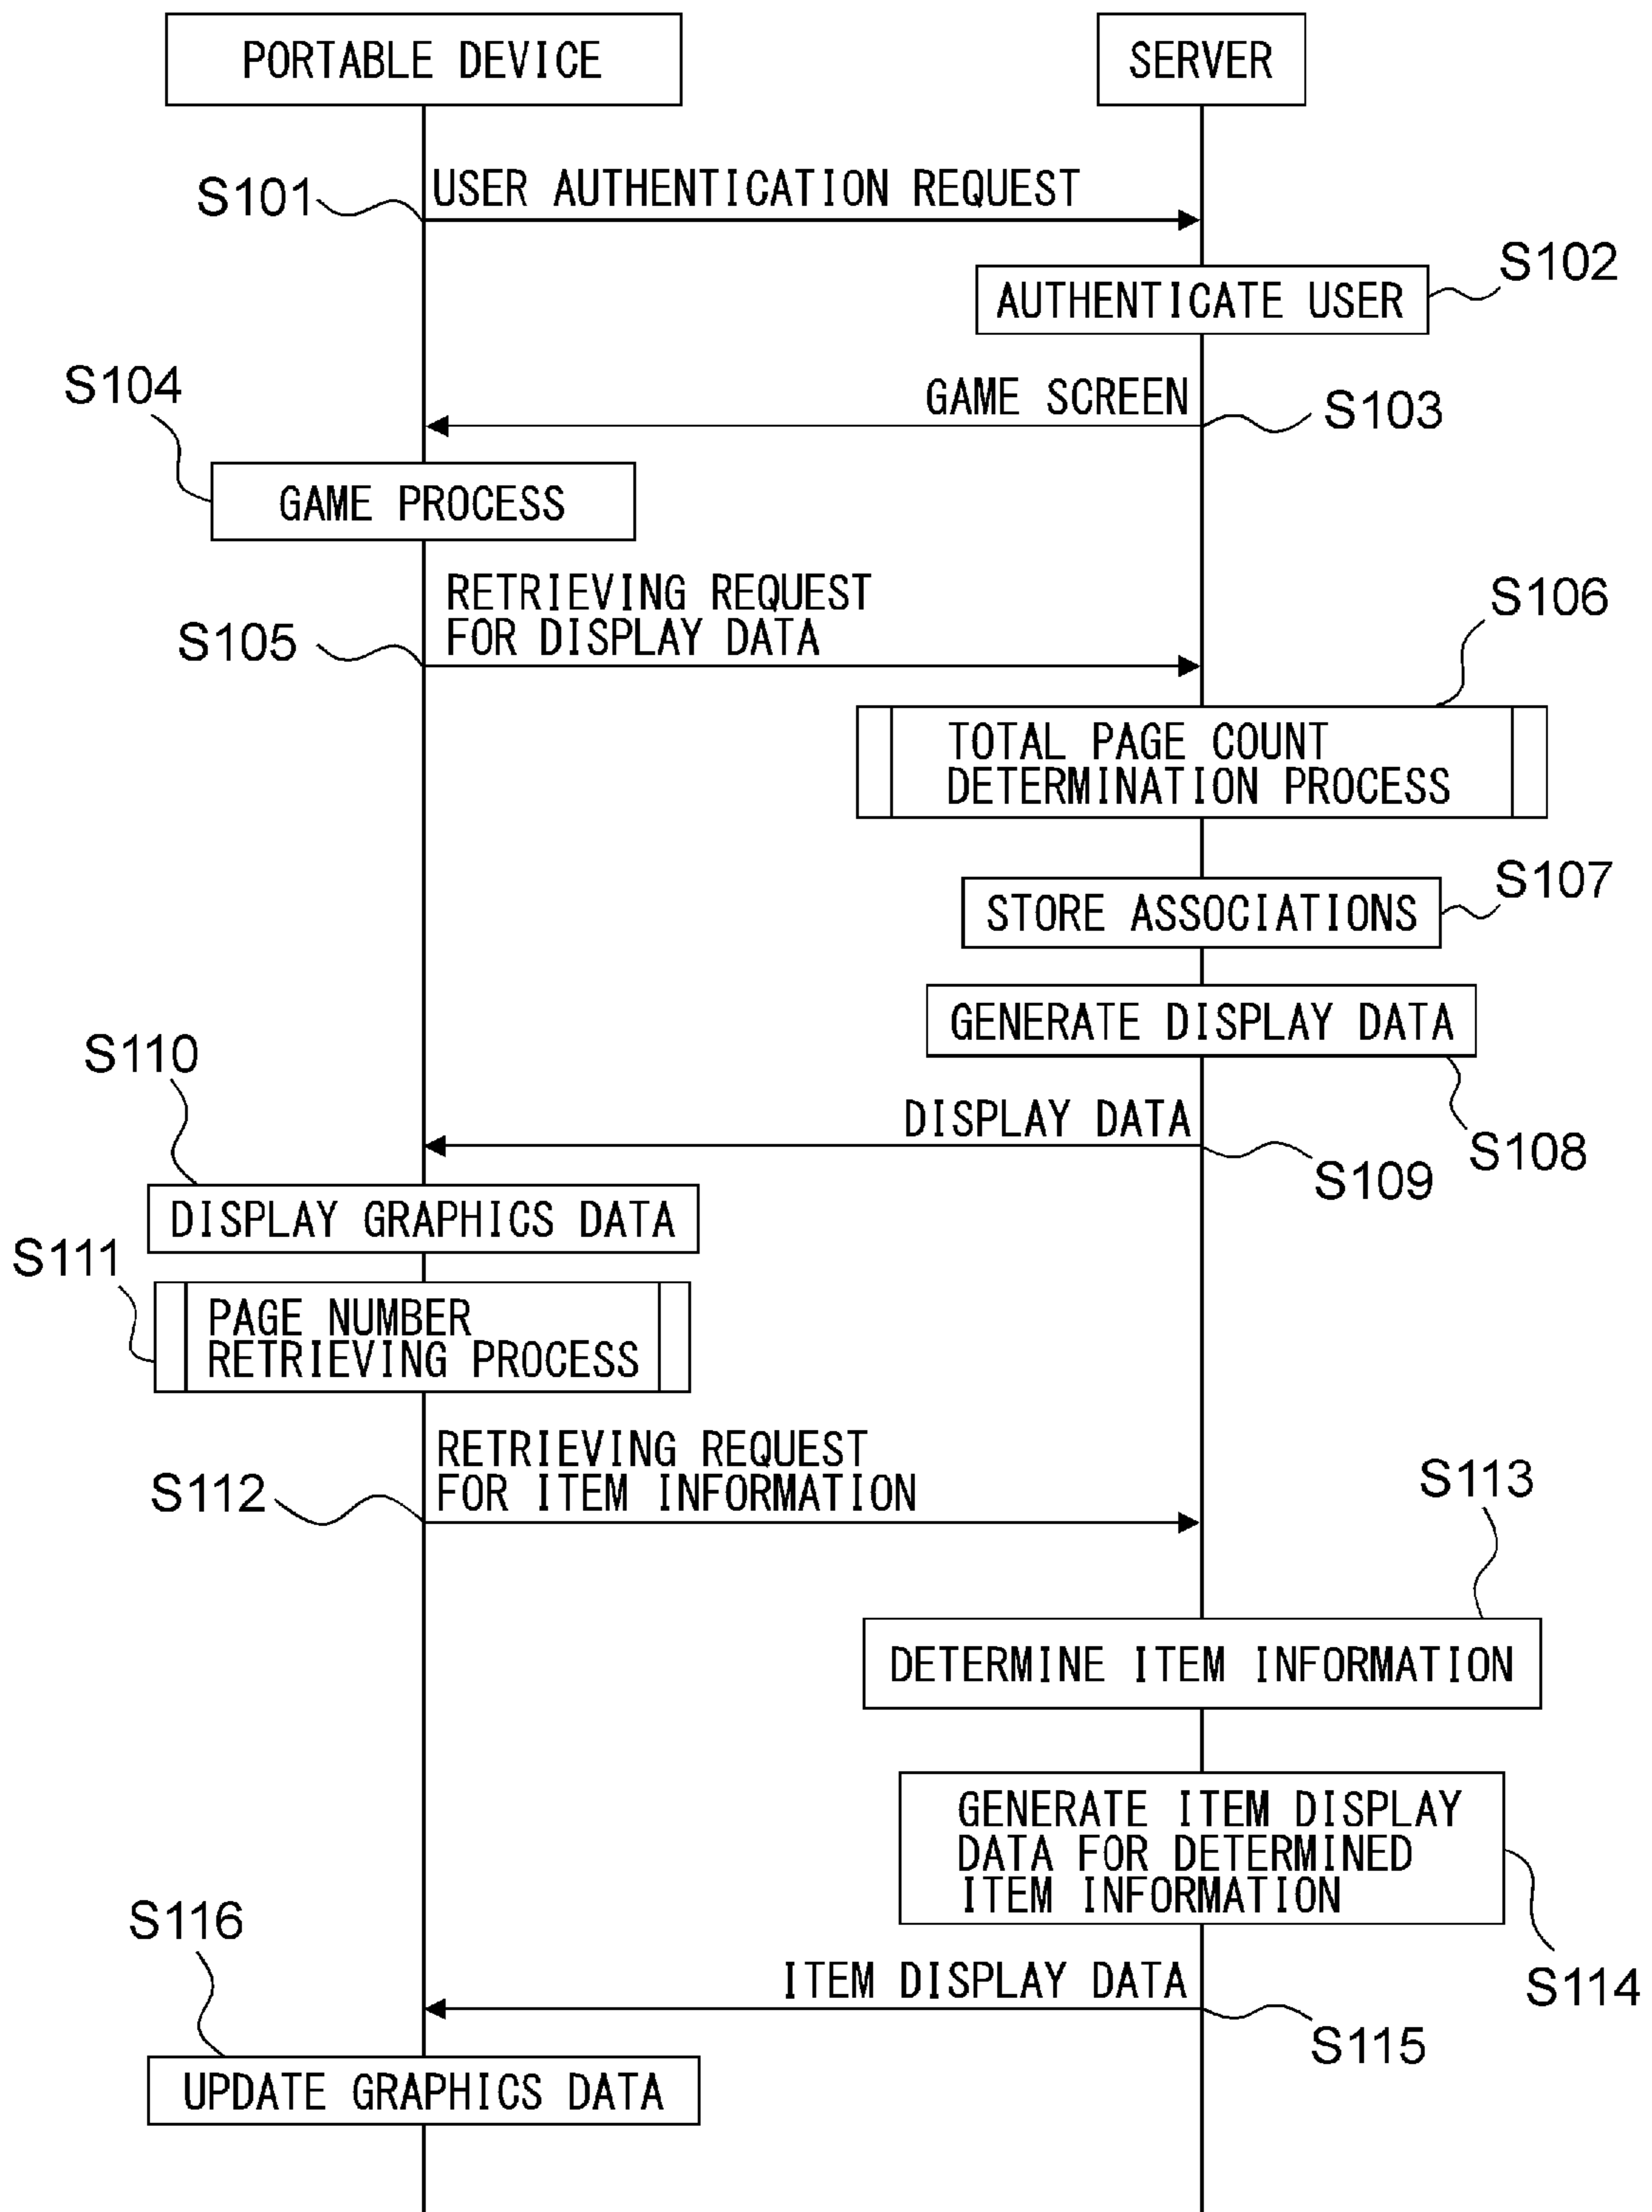 PORTABLE DEVICE
SERVER
S101
USER AUTHENTICATION REQUEST
S102
AUTHENTICATE USER
S104
GAME SCREEN
S103
GAME PROCESS
RETRIEVING REQUEST
FOR DISPLAY DATA
S105
S106
TOTAL PAGE COUNT
DETERMINATION PROCESS
S107
STORE ASSOCIATIONS
GENERATE DISPLAY DATA
S110
DISPLAY DATA
S108
S109
DISPLAY GRAPHICS DATA
S111
PAGE NUMBER
RETRIEVING PROCESS
RETRIEVING REQUEST
FOR ITEM INFORMATION
S112
S113
DETERMINE ITEM INFORMATION
GENERATE ITEM DISPLAY
DATA FOR DETERMINED
ITEM INFORMATION
S116
ITEM DISPLAY DATA
S114
S115
UPDATE GRAPHICS DATA